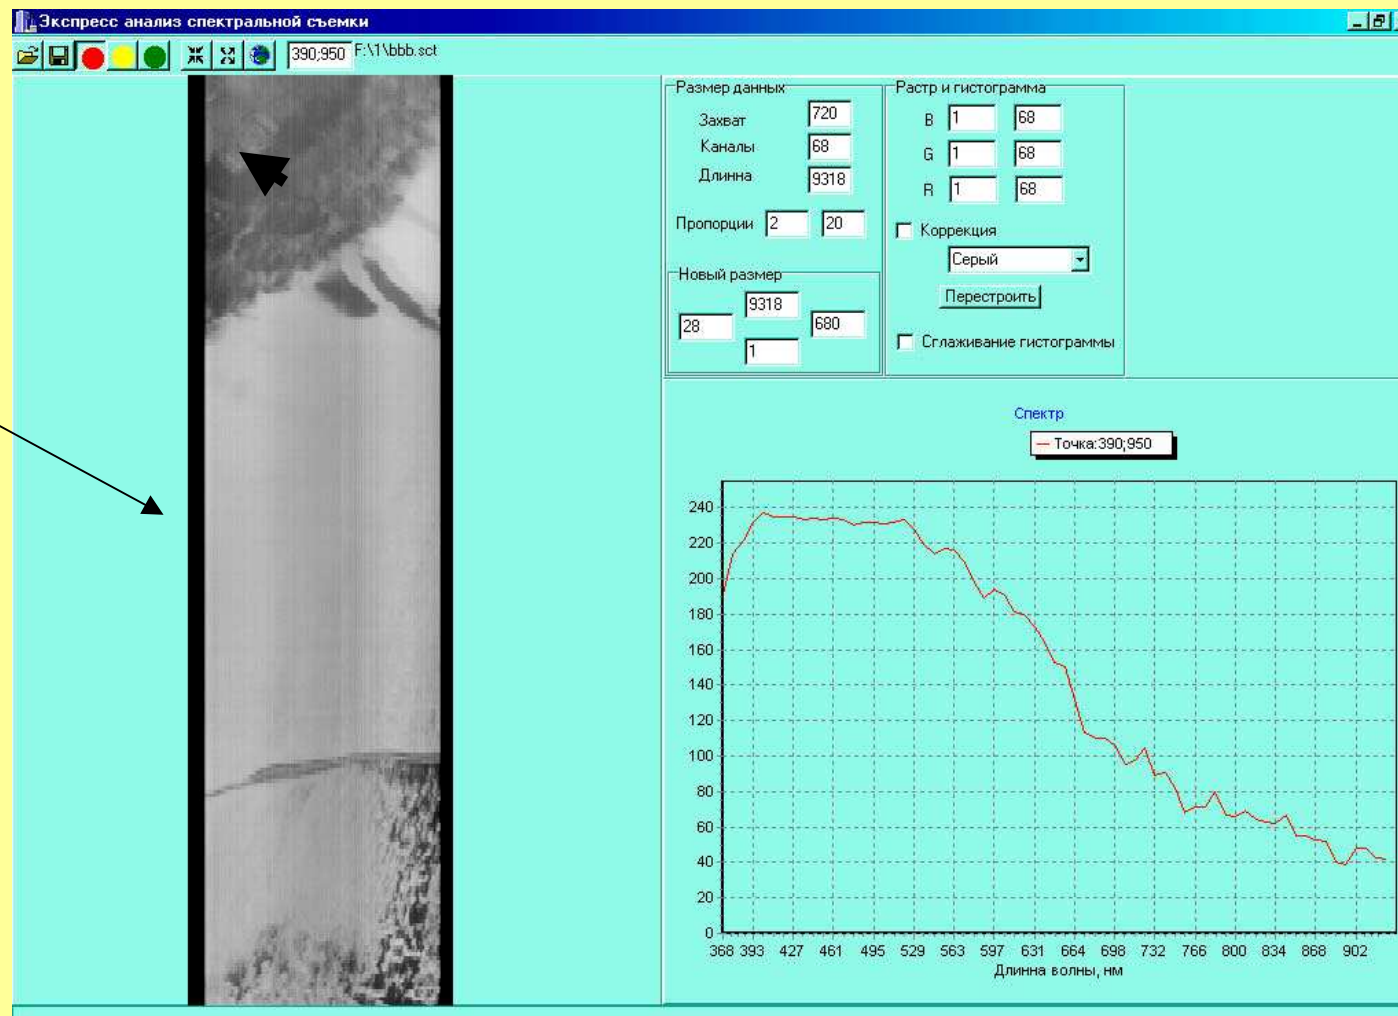 Экспресс анализ спектральной съемки
390;950 F:\1\bbb.sct
Размер данных
Захват 720
Каналы 68
Длинна 9318
Пропорции 2 20
Новый размер
9318
28 680
1
Растр и гистограмма
B 1 68
G 1 68
R 1 68
Коррекция
Серый
Перестроить
Сглаживание гистограммы
Спектр
Точка:390;950
240
220
200
180
160
140
120
100
80
60
40
20
0
368 393 427 461 495 529 563 597 631 664 698 732 766 800 834 868 902
Длинна волны, нм